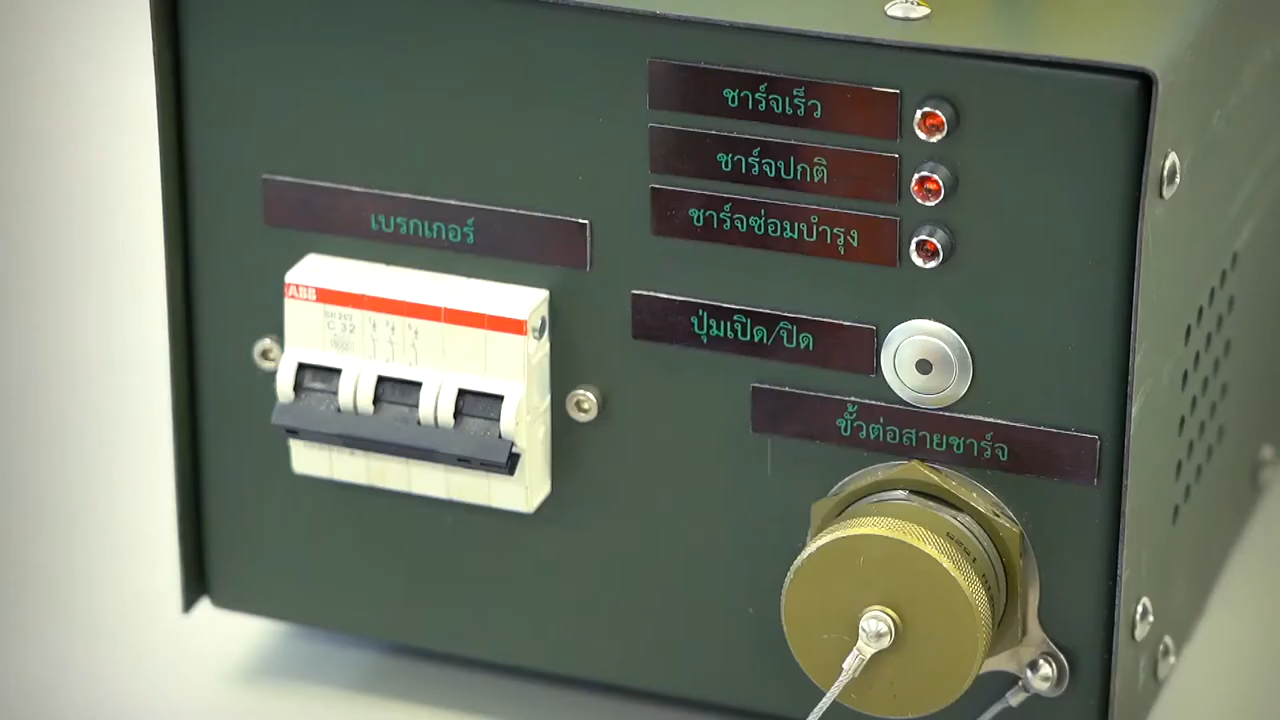 ชาร์จเร็ว
ชาร์จปกติ
ชาร์จซ่อมบำรุง
เบรกเกอร์
ABB
C 32
ปุ่มเปิด/ปิด
ขั้วต่อสายชาร์จ